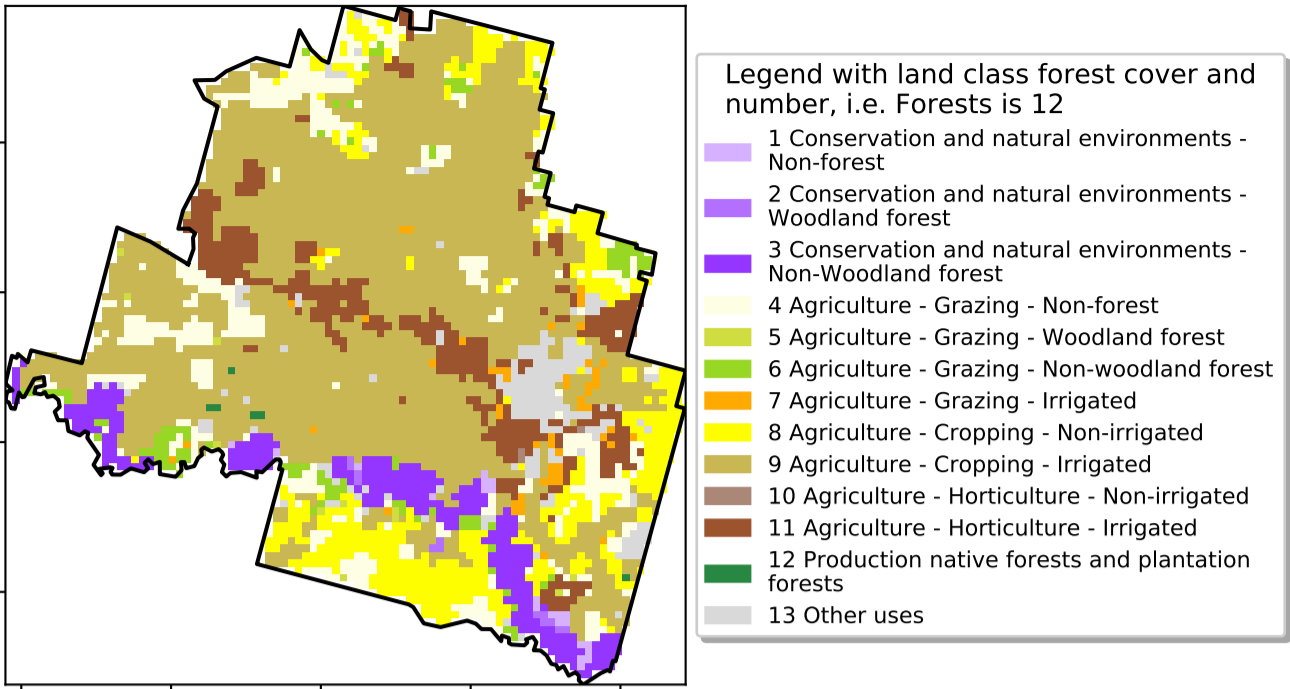 Legend with land class forest cover and
number, i.e. Forests is 12
1 Conservation and natural environments -
Non-forest
2 Conservation and natural environments -
Woodland forest
3 Conservation and natural environments -
Non-Woodland forest
4 Agriculture - Grazing - Non-forest
5 Agriculture - Grazing - Woodland forest
6 Agriculture - Grazing - Non-woodland forest
7 Agriculture - Grazing - Irrigated
8 Agriculture - Cropping - Non-irrigated
9 Agriculture - Cropping - Irrigated
10 Agriculture - Horticulture - Non-irrigated
11 Agriculture - Horticulture - Irrigated
12 Production native forests and plantation
forests
13 Other uses